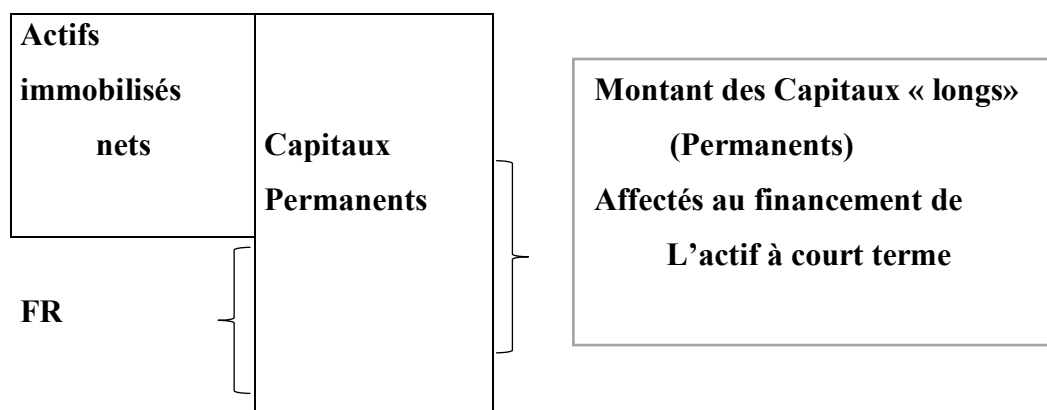 Actifs
immobilisés
nets
Capitaux
Permanents
FR
Montant des Capitaux « longs»
(Permanents)
Affectés au financement de
L’actif à court terme